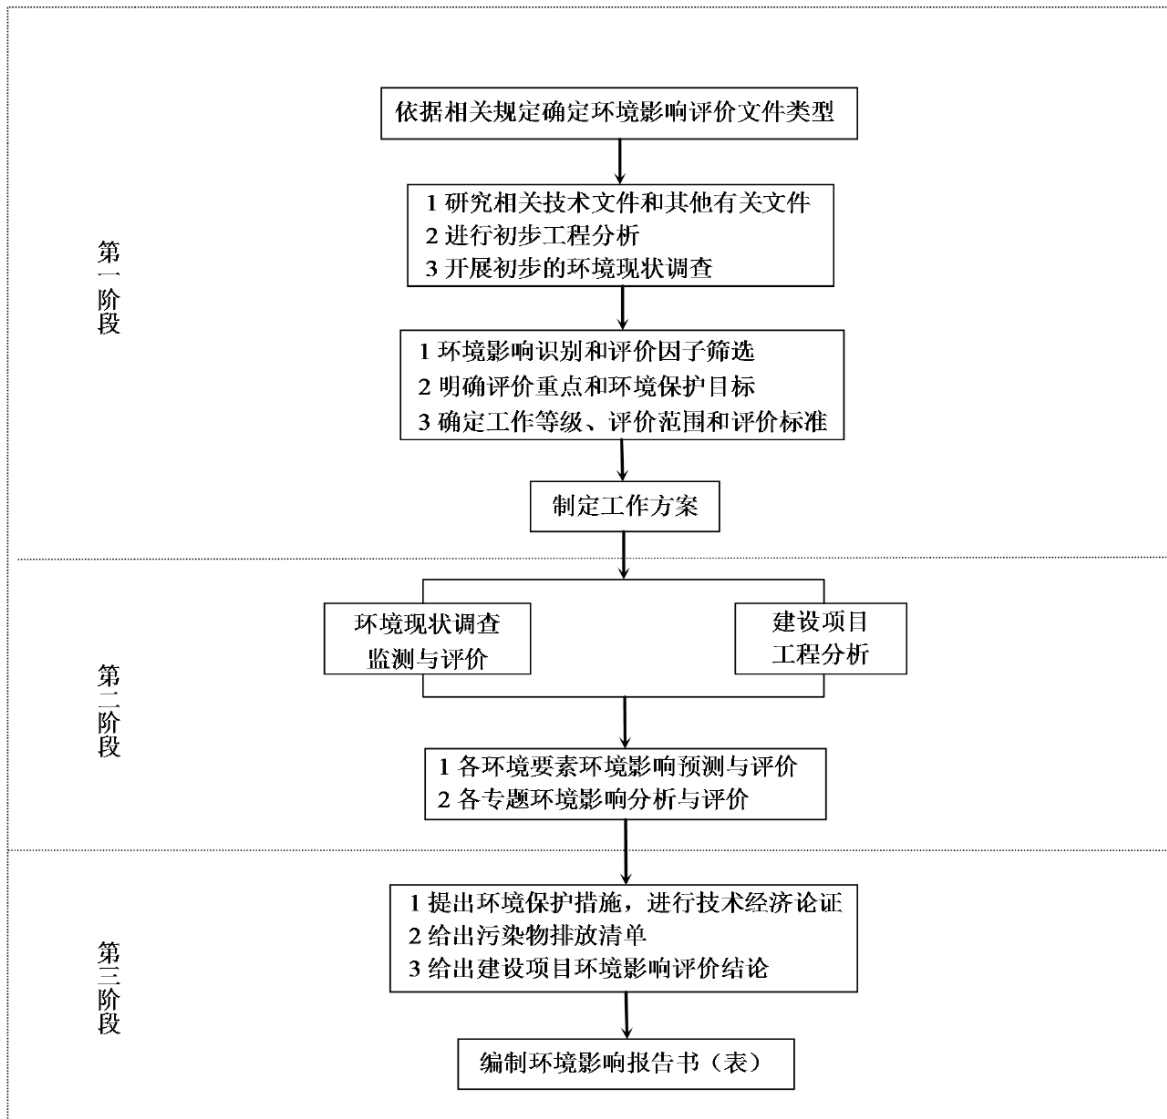 依据相关规定确定环境影响评价文件类型
1 研究相关技术文件和其他有关文件
2 进行初步工程分析
3 开展初步的环境现状调查
第一阶段
1 环境影响识别和评价因子筛选
2 明确评价重点和环境保护目标
3 确定工作等级、评价范围和评价标准
制定工作方案
环境现状调查
监测与评价
建设项目
工程分析
第二阶段
1 各环境要素环境影响预测与评价
2 各专题环境影响分析与评价
1 提出环境保护措施，进行技术经济论证
2 给出污染物排放清单
3 给出建设项目环境影响评价结论
第三阶段
编制环境影响报告书（表）